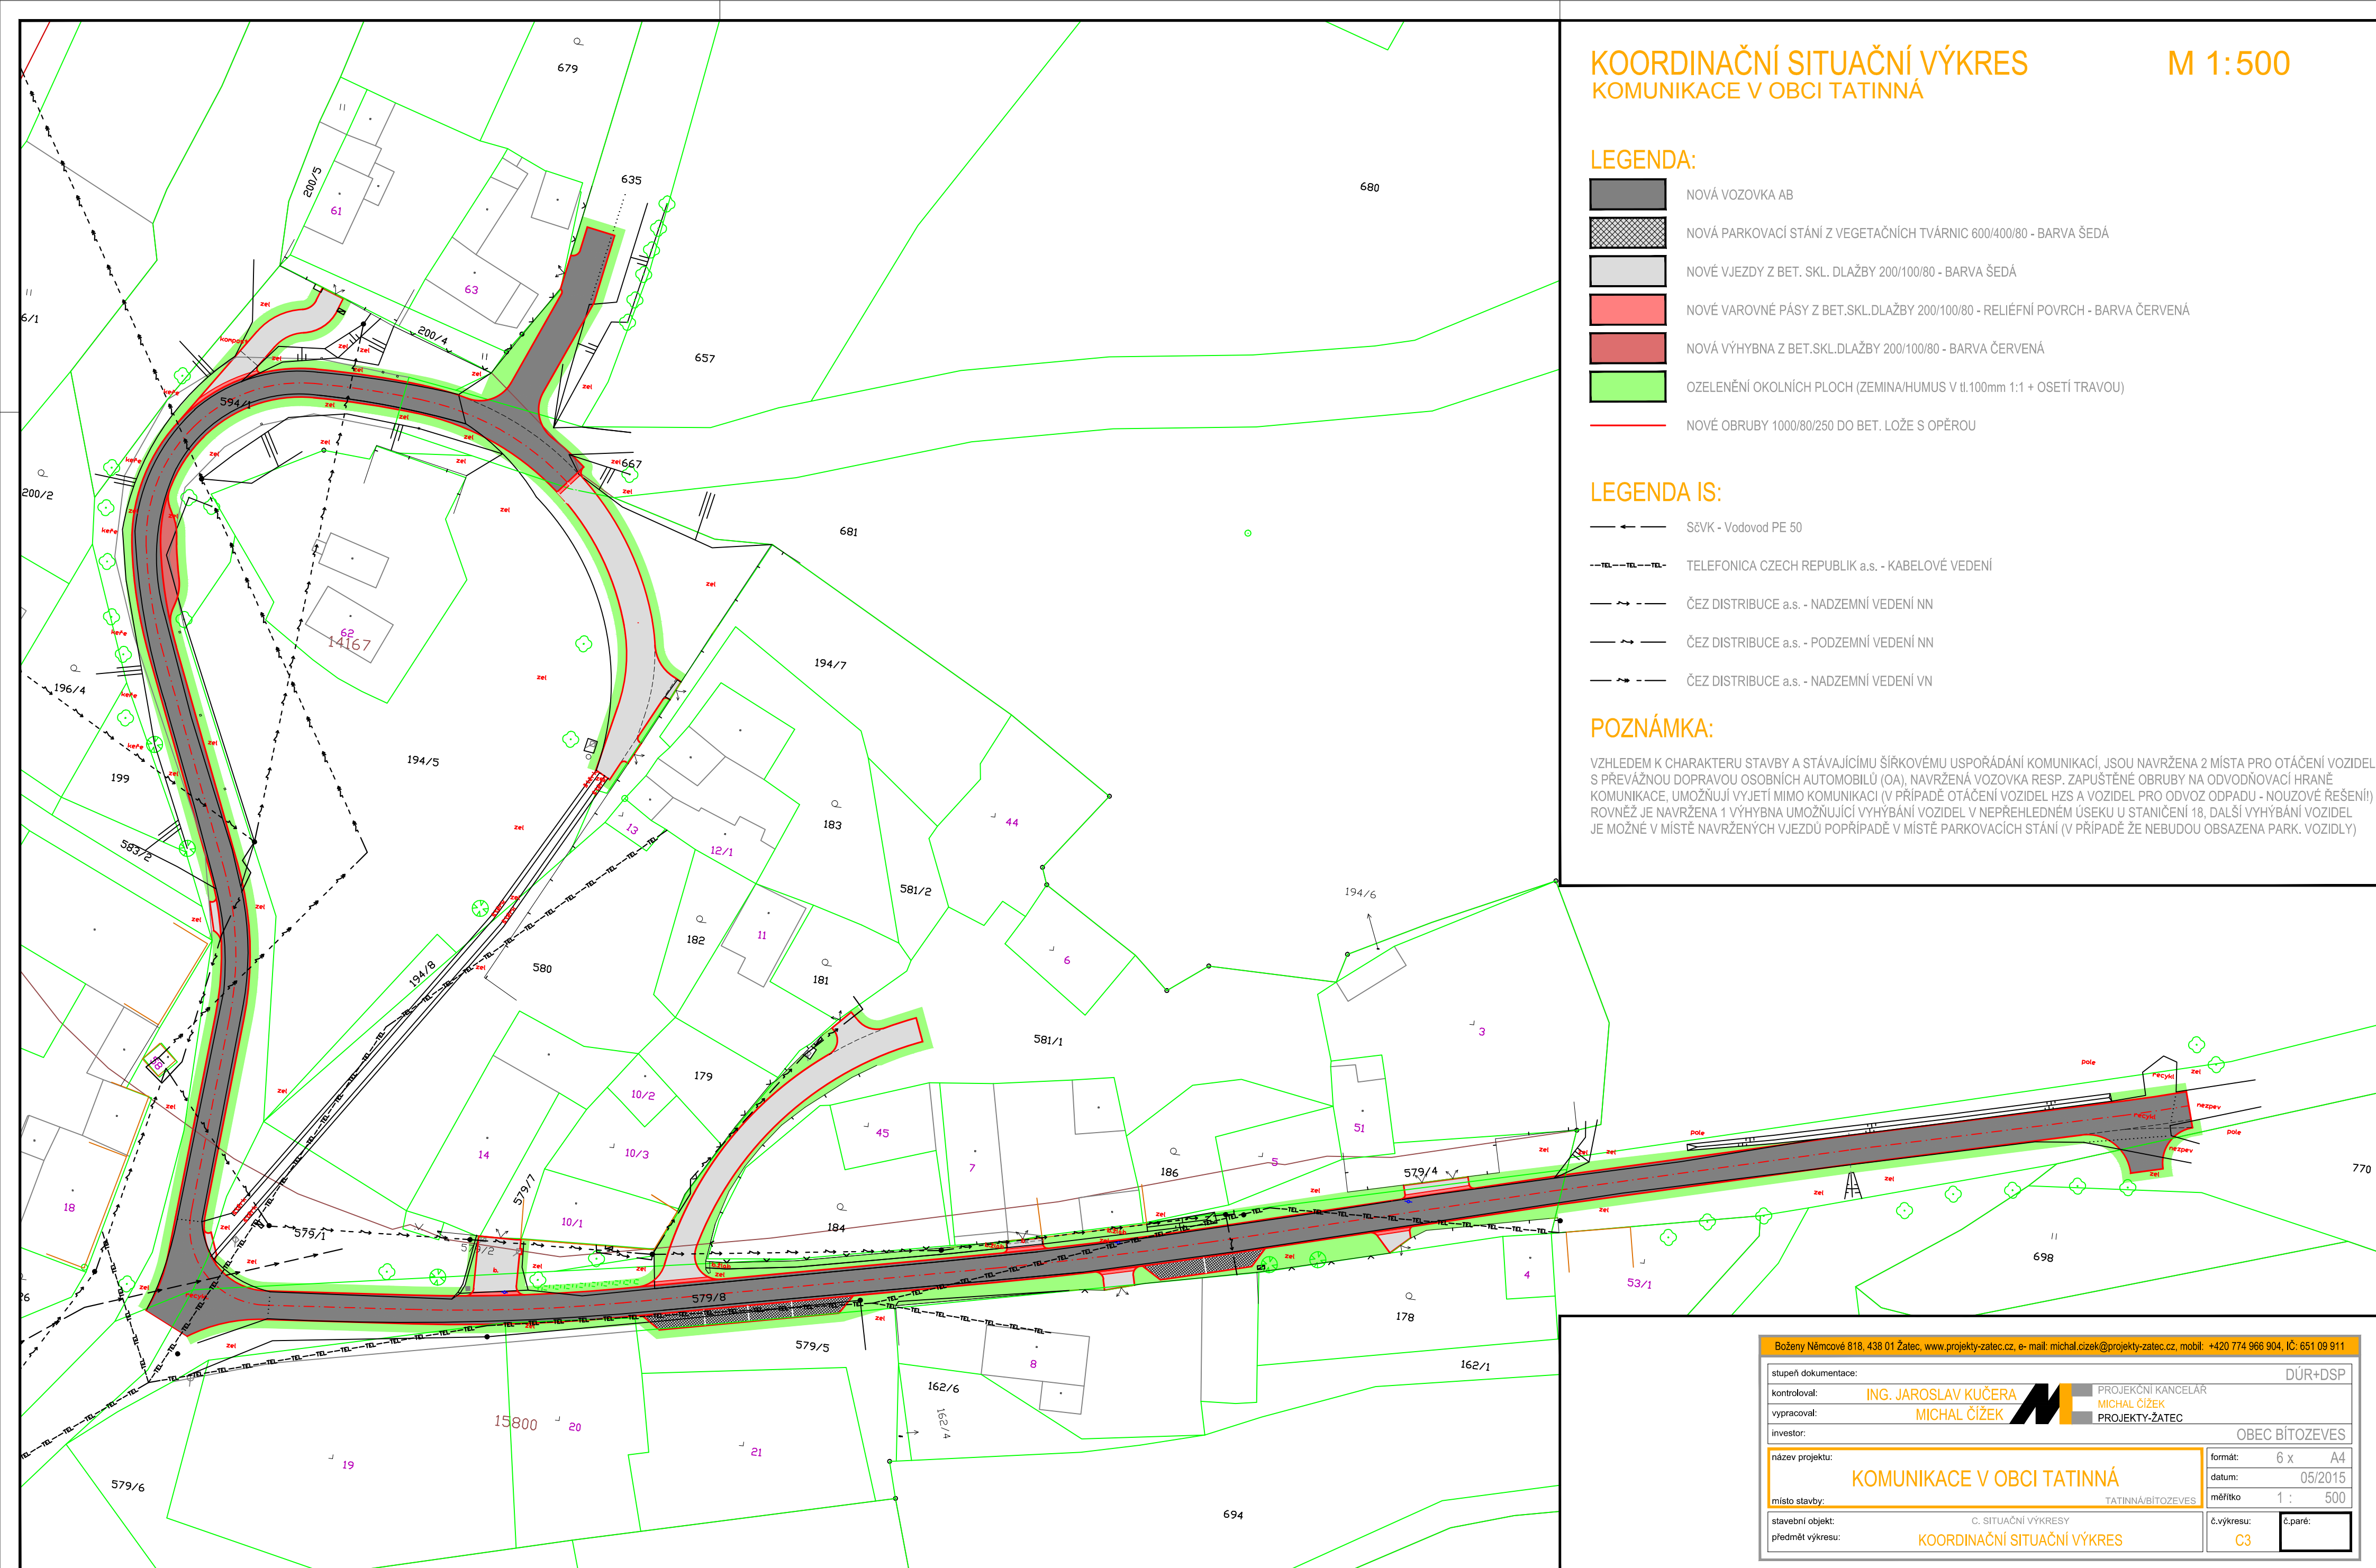 KOORDINAČNÍ SITUAČNÍ VÝKRES M 1:500
KOMUNIKACE V OBCI TATINNÁ
LEGENDA:
NOVÁ VOZOVKA AB
NOVÁ PARKOVACÍ STÁNÍ Z VEGETAČNÍCH TVÁRNIC 600/400/80 - BARVA ŠEDÁ
NOVÉ VJEZDY Z BET. SKL. DLAŽBY 200/100/80 - BARVA ŠEDÁ
NOVÉ VAROVNÉ PÁSY Z BET.SKL.DLAŽBY 200/100/80 - RELIÉFNÍ POVRCH - BARVA ČERVENÁ
NOVÁ VÝHYBNA Z BET.SKL.DLAŽBY 200/100/80 - BARVA ČERVENÁ
OZELENĚNÍ OKOLNÍCH PLOCH (ZEMINA/HUMUS V tl.100mm 1:1 + OSETÍ TRAVOU)
NOVÉ OBRUBY 1000/80/250 DO BET. LOŽE S OPĚROU
LEGENDA IS:
SčVK - Vodovod PE 50
TELEFONICA CZECH REPUBLIK a.s. - KABELOVÉ VEDENÍ
ČEZ DISTRIBUCE a.s. - NADZEMNÍ VEDENÍ NN
ČEZ DISTRIBUCE a.s. - PODZEMNÍ VEDENÍ NN
ČEZ DISTRIBUCE a.s. - NADZEMNÍ VEDENÍ VN
POZNÁMKA:
VZHLEDEM K CHARAKTERU STAVBY A STÁVAJÍCÍMU ŠÍŘKOVÉMU USPOŘÁDÁNÍ KOMUNIKACÍ, JSOU NAVRŽENA 2 MÍSTA PRO OTÁČENÍ VOZIDEL
S PŘEVÁŽNOU DOPRAVOU OSOBNÍCH AUTOMOBILŮ (OA), NAVRŽENÁ VOZOVKA RESP. ZAPUŠTĚNÉ OBRUBY NA ODVODŇOVACÍ HRANĚ
KOMUNIKACE, UMOŽŇUJÍ VYJETÍ MIMO KOMUNIKACI (V PŘÍPADĚ OTÁČENÍ VOZIDEL HZS A VOZIDEL PRO ODVOZ ODPADU - NOUZOVÉ ŘEŠENÍ!)
ROVNĚŽ JE NAVRŽENA 1 VÝHYBNA UMOŽŇUJÍCÍ VYHÝBÁNÍ VOZIDEL V NEPŘEHLEDNÉM ÚSEKU U STANIČENÍ 18, DALŠÍ VYHÝBÁNÍ VOZIDEL
JE MOŽNÉ V MÍSTĚ NAVRŽENÝCH VJEZDŮ POPŘÍPADĚ V MÍSTĚ PARKOVACÍCH STÁNÍ (V PŘÍPADĚ ŽE NEBUDOU OBSAZENA PARK. VOZIDLY)
679
635
680
200/5
61
63
200/4
657
6/1
kompost
594/1
667
200/2
681
62
14167
194/7
196/4
194/5
199
583/2
183
44
13
12/1
581/2
194/6
182
11
6
194/8
580
181
3
581/1
179
10/2
45
51
14
10/3
7
186
5
579/4
770
18
579/7
10/1
184
579/1
579/2
698
4
53/1
579/8
178
579/5
8
162/1
162/6
162/4
15800
20
19
21
579/6
694
zel
keře
pole
recykl
nezpev
TEL
Boženy Němcové 818, 438 01 Žatec, www.projekty-zatec.cz, e- mail: michal.cizek@projekty-zatec.cz, mobil: +420 774 966 904, IČ: 651 09 911
stupeň dokumentace: DÚR+DSP
kontroloval: ING. JAROSLAV KUČERA
vypracoval: MICHAL ČÍŽEK
PROJEKČNÍ KANCELÁŘ
MICHAL ČÍŽEK
PROJEKTY-ŽATEC
investor: OBEC BÍTOZEVES
název projektu:
KOMUNIKACE V OBCI TATINNÁ
místo stavby: TATINNÁ/BÍTOZEVES
formát: 6 x A4
datum: 05/2015
měřítko 1 : 500
stavební objekt: C. SITUAČNÍ VÝKRESY
předmět výkresu: KOORDINAČNÍ SITUAČNÍ VÝKRES
č.výkresu:
C3
č.paré: